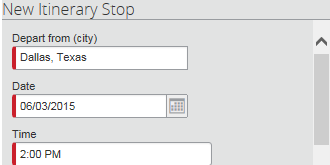 New Itinerary Stop
Depart from (city)
Dallas, Texas
Date
06/03/2015
Time
2:00 PM